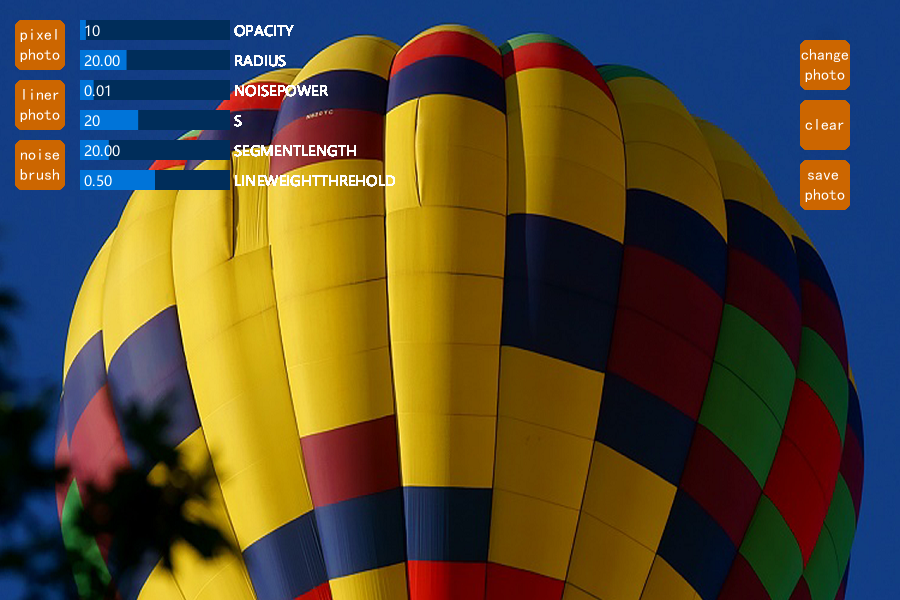 pixel
photo
10 OPACITY
20.00 RADIUS
liner
photo
0.01 NOISEPOWER
20 S
noise
brush
20.00 SEGMENTLENGTH
0.50 LINEWEIGHTTHREHOLD
change
photo
clear
save
photo